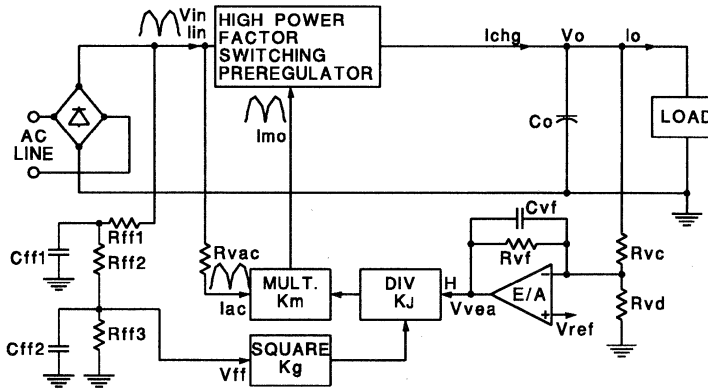 Vin
Iin
HIGH POWER
FACTOR
SWITCHING
PREREGULATOR
Ichg
Vo
Io
AC
LINE
Imo
Co
LOAD
Rff1
Cff1
Rff2
Rvac
Cvf
Rvf
Rvc
Iac
MULT.
Km
DIV
KJ
H
Vvea
E/A
−
+
Vref
Rvd
Cff2
Rff3
Vff
SQUARE
Kg